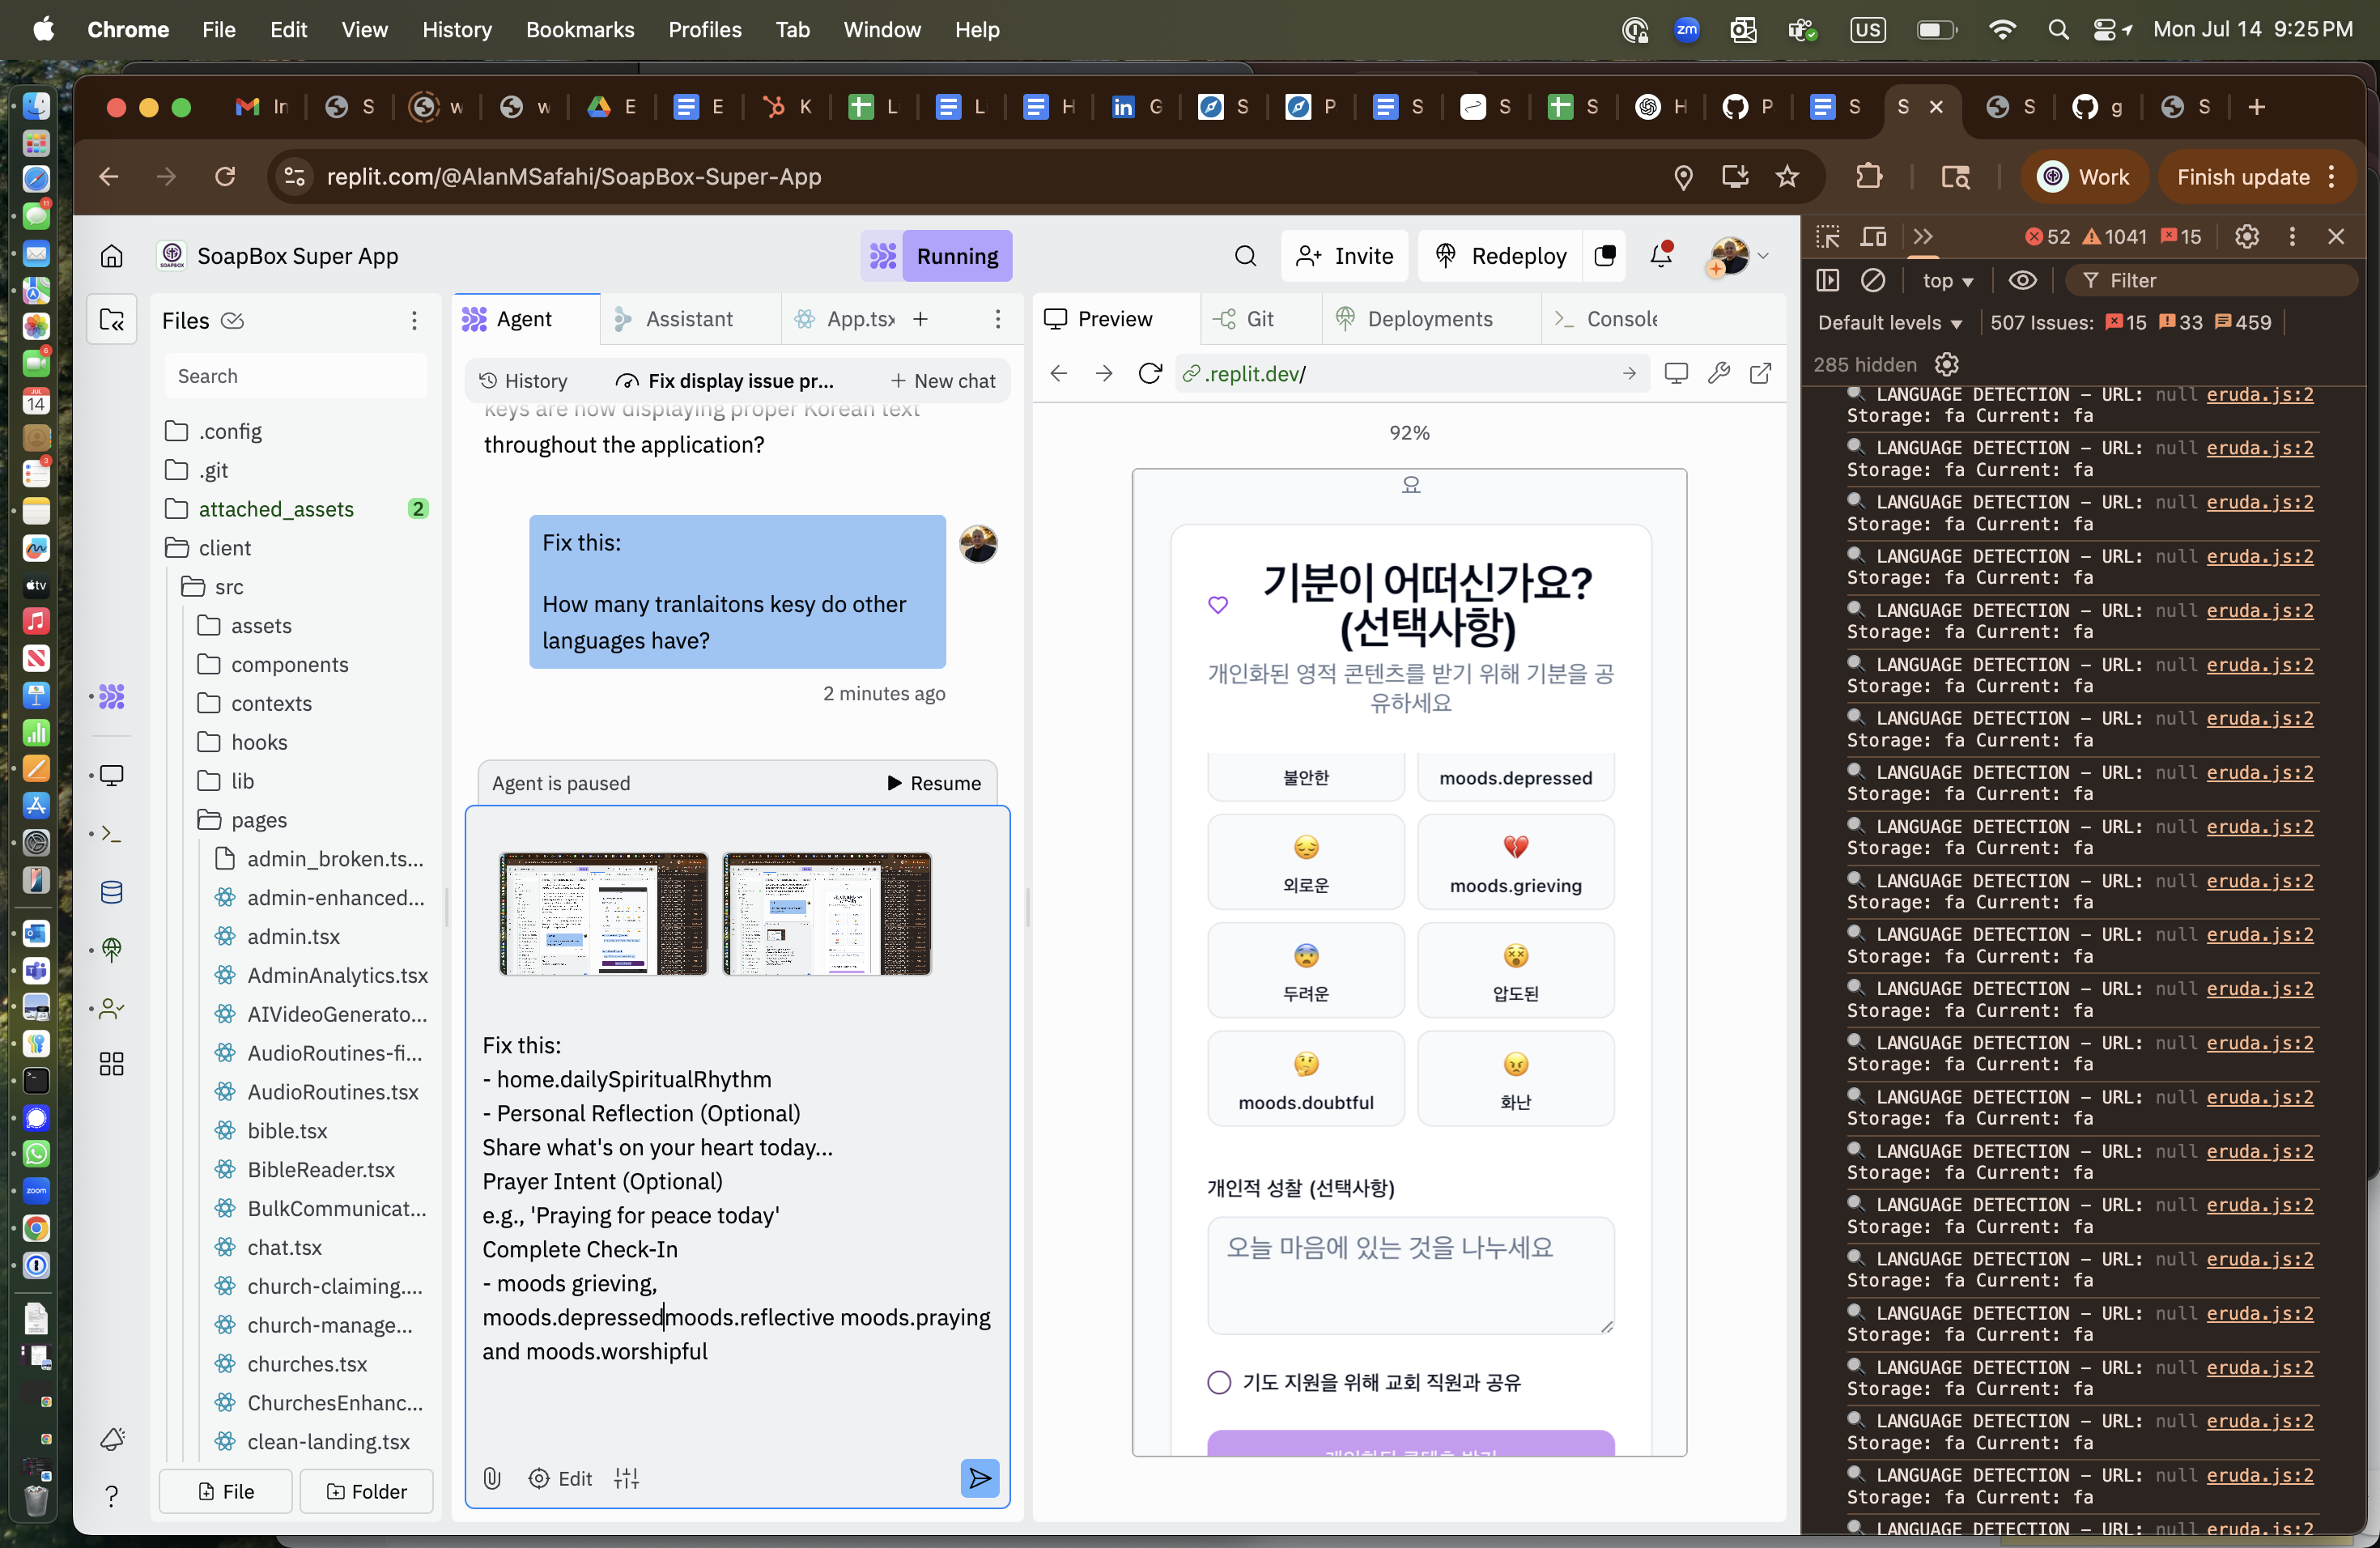 Chrome File Edit View History Bookmarks Profiles Tab Window Help
zm US Mon Jul 14 9:25 PM
In S w w E E K L L H G S P S S S H P S S S g S
replit.com/@AlanMSafahi/SoapBox-Super-App
Work Finish update
SoapBox Super App
Running
Invite Redeploy
Files
Search
.config
.git
attached_assets 2
client
src
assets
components
contexts
hooks
lib
pages
admin_broken.ts...
admin-enhanced...
admin.tsx
AdminAnalytics.tsx
AIVideoGenerato...
AudioRoutines-fi...
AudioRoutines.tsx
bible.tsx
BibleReader.tsx
BulkCommunicat...
chat.tsx
church-claiming....
church-manage...
churches.tsx
ChurchesEnhanc...
clean-landing.tsx
File Folder
Agent Assistant App.tsx
History Fix display issue pr... New chat
keys are now displaying proper Korean text
throughout the application?
Fix this:
How many tranlaitons kesy do other
languages have?
2 minutes ago
Agent is paused Resume
Fix this:
- home.dailySpiritualRhythm
- Personal Reflection (Optional)
Share what's on your heart today...
Prayer Intent (Optional)
e.g., 'Praying for peace today'
Complete Check-In
- moods grieving,
moods.depressedmoods.reflective moods.praying
and moods.worshipful
Edit
Preview Git Deployments Console
.replit.dev/
92%
요
기분이 어떠신가요?
(선택사항)
개인화된 영적 콘텐츠를 받기 위해 기분을 공
유하세요
불안한 moods.depressed
외로운 moods.grieving
두려운 압도된
moods.doubtful 화난
개인적 성찰 (선택사항)
오늘 마음에 있는 것을 나누세요
기도 지원을 위해 교회 직원과 공유
52 1041 15
top Filter
Default levels 507 Issues: 15 33 459
285 hidden
LANGUAGE DETECTION – URL: null eruda.js:2
Storage: fa Current: fa
LANGUAGE DETECTION – URL: null eruda.js:2
Storage: fa Current: fa
LANGUAGE DETECTION – URL: null eruda.js:2
Storage: fa Current: fa
LANGUAGE DETECTION – URL: null eruda.js:2
Storage: fa Current: fa
LANGUAGE DETECTION – URL: null eruda.js:2
Storage: fa Current: fa
LANGUAGE DETECTION – URL: null eruda.js:2
Storage: fa Current: fa
LANGUAGE DETECTION – URL: null eruda.js:2
Storage: fa Current: fa
LANGUAGE DETECTION – URL: null eruda.js:2
Storage: fa Current: fa
LANGUAGE DETECTION – URL: null eruda.js:2
Storage: fa Current: fa
LANGUAGE DETECTION – URL: null eruda.js:2
Storage: fa Current: fa
LANGUAGE DETECTION – URL: null eruda.js:2
Storage: fa Current: fa
LANGUAGE DETECTION – URL: null eruda.js:2
Storage: fa Current: fa
LANGUAGE DETECTION – URL: null eruda.js:2
Storage: fa Current: fa
LANGUAGE DETECTION – URL: null eruda.js:2
Storage: fa Current: fa
LANGUAGE DETECTION – URL: null eruda.js:2
Storage: fa Current: fa
LANGUAGE DETECTION – URL: null eruda.js:2
Storage: fa Current: fa
LANGUAGE DETECTION – URL: null eruda.js:2
Storage: fa Current: fa
LANGUAGE DETECTION – URL: null eruda.js:2
Storage: fa Current: fa
LANGUAGE DETECTION – URL: null eruda.js:2
Storage: fa Current: fa
LANGUAGE DETECTION – URL: null eruda.js:2
Storage: fa Current: fa
LANGUAGE DETECTION – URL: null eruda.js:2
Storage: fa Current: fa
LANGUAGE DETECTION – URL: null eruda.js:2